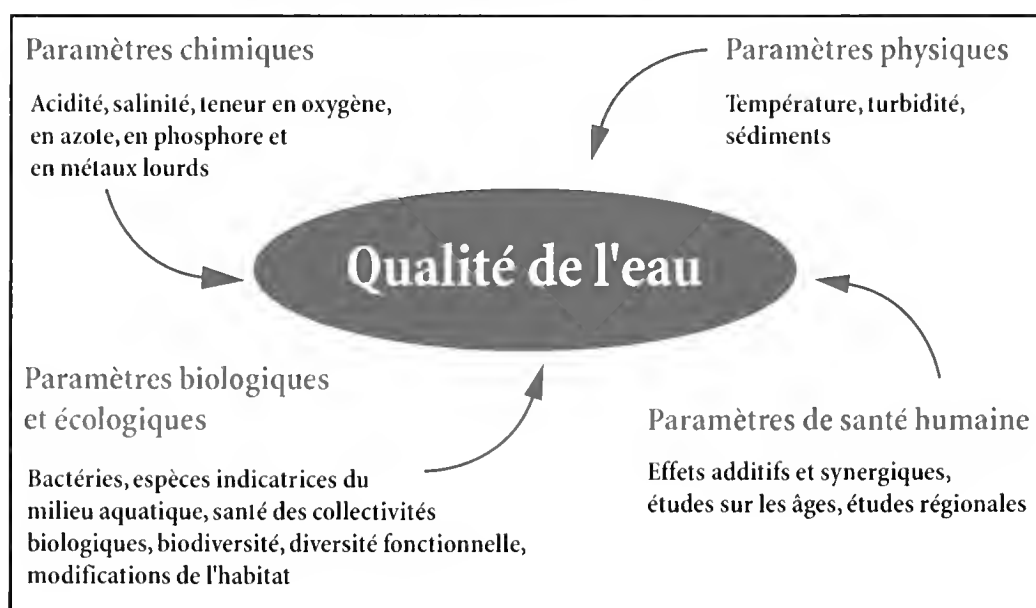 Paramètres chimiques
Acidité, salinité, teneur en oxygène,
en azote, en phosphore et
en métaux lourds
Paramètres physiques
Température, turbidité,
sédiments
Qualité de l'eau
Paramètres biologiques
et écologiques
Bactéries, espèces indicatrices du
milieu aquatique, santé des collectivités
biologiques, biodiversité, diversité fonctionnelle,
modifications de l'habitat
Paramètres de santé humaine
Effets additifs et synergiques,
études sur les âges, études régionales